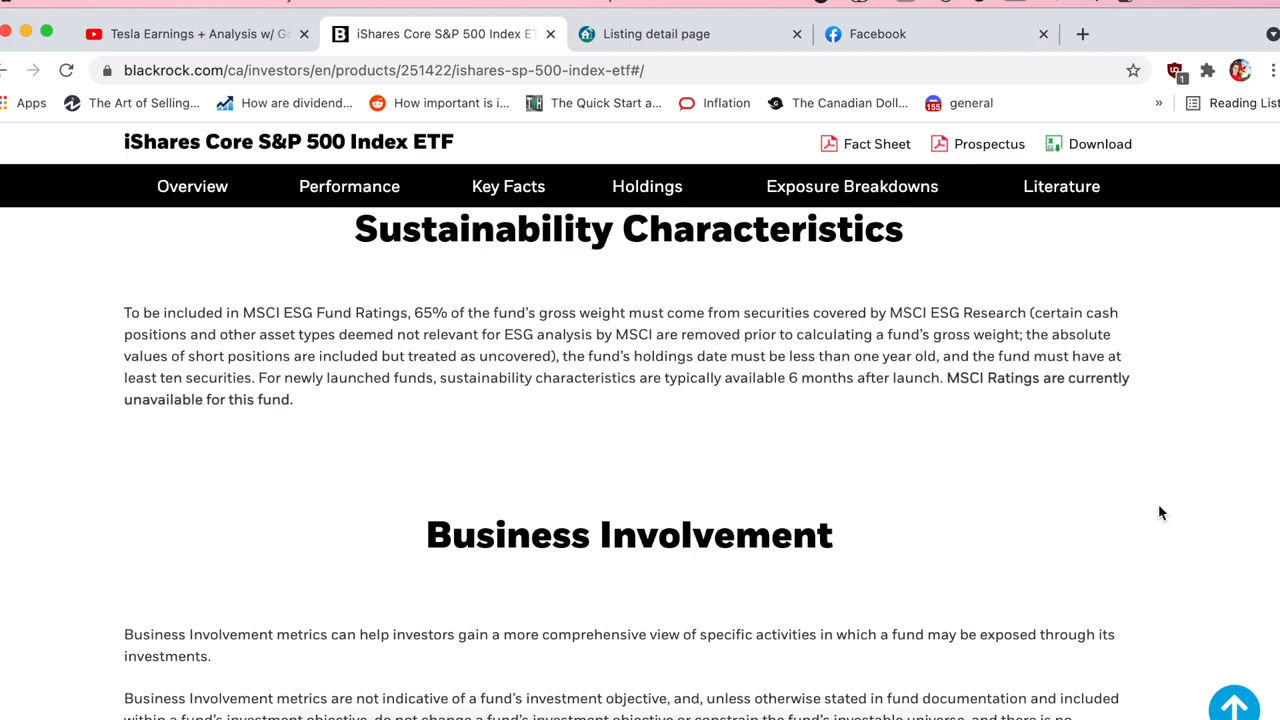 Tesla Earnings + Analysis w/ Ga
iShares Core S&P 500 Index ET
Listing detail page
Facebook
blackrock.com/ca/investors/en/products/251422/ishares-sp-500-index-etf#/
1
Apps
The Art of Selling...
How are dividend...
How important is i...
The Quick Start a...
Inflation
The Canadian Doll...
155
general
»
Reading List
iShares Core S&P 500 Index ETF
Fact Sheet
Prospectus
Download
Overview
Performance
Key Facts
Holdings
Exposure Breakdowns
Literature
Sustainability Characteristics
To be included in MSCI ESG Fund Ratings, 65% of the fund's gross weight must come from securities covered by MSCI ESG Research (certain cash
positions and other asset types deemed not relevant for ESG analysis by MSCI are removed prior to calculating a fund's gross weight; the absolute
values of short positions are included but treated as uncovered), the fund's holdings date must be less than one year old, and the fund must have at
least ten securities. For newly launched funds, sustainability characteristics are typically available 6 months after launch. MSCI Ratings are currently
unavailable for this fund.
Business Involvement
Business Involvement metrics can help investors gain a more comprehensive view of specific activities in which a fund may be exposed through its
investments.
Business Involvement metrics are not indicative of a fund's investment objective, and, unless otherwise stated in fund documentation and included
within a fund's investment objective, do not change a fund's investment objective or constrain the fund's investable universe, and there is no